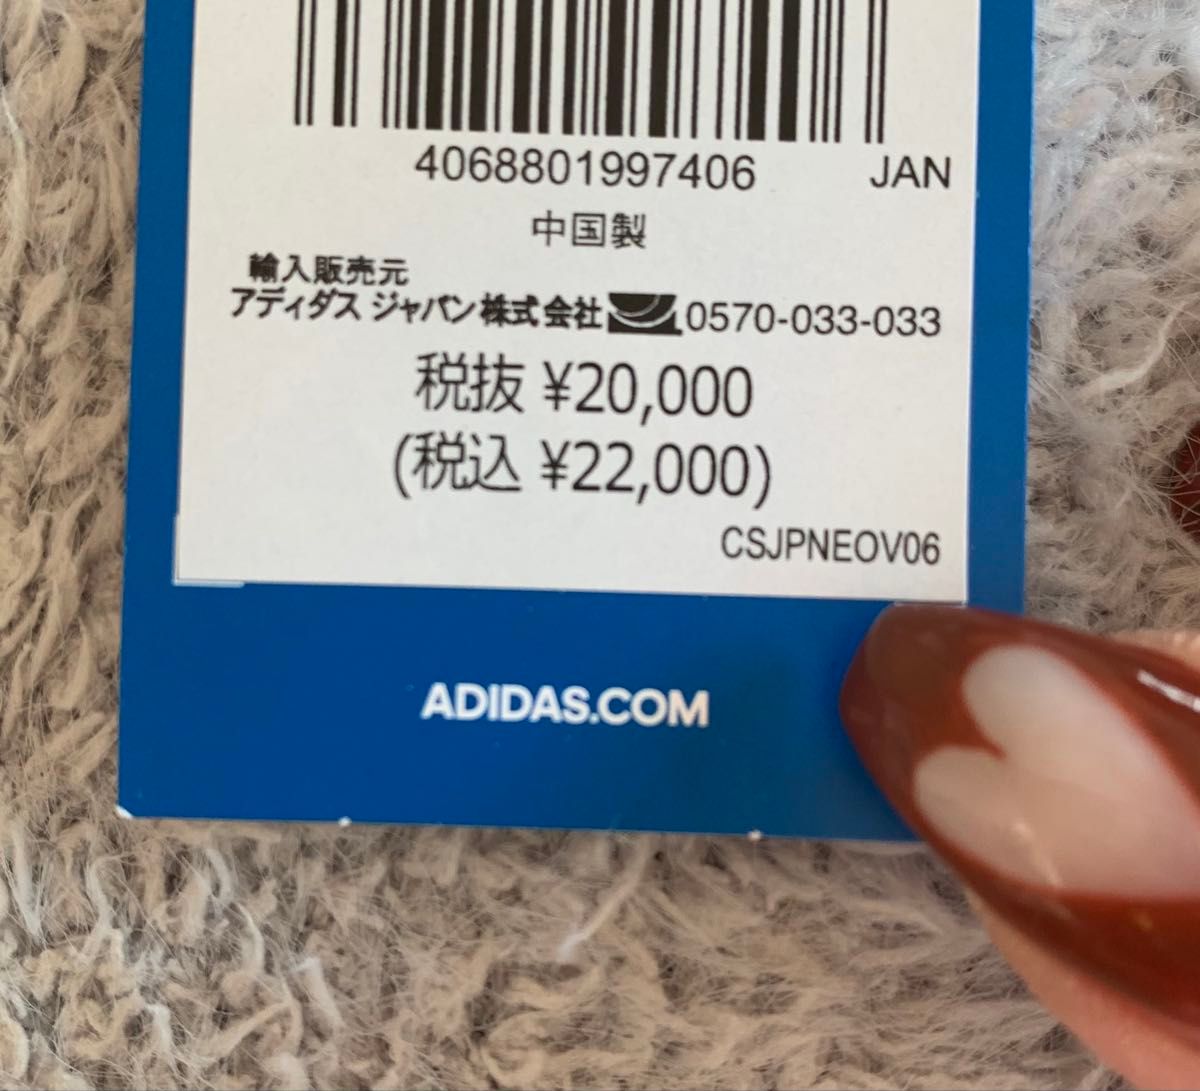 4068801997406 JAN
中国製
輸入販売元
アディダス ジャパン株式会社 0570-033-033
税抜 ¥20,000
(税込 ¥22,000)
CSJPNEOV06
ADIDAS.COM